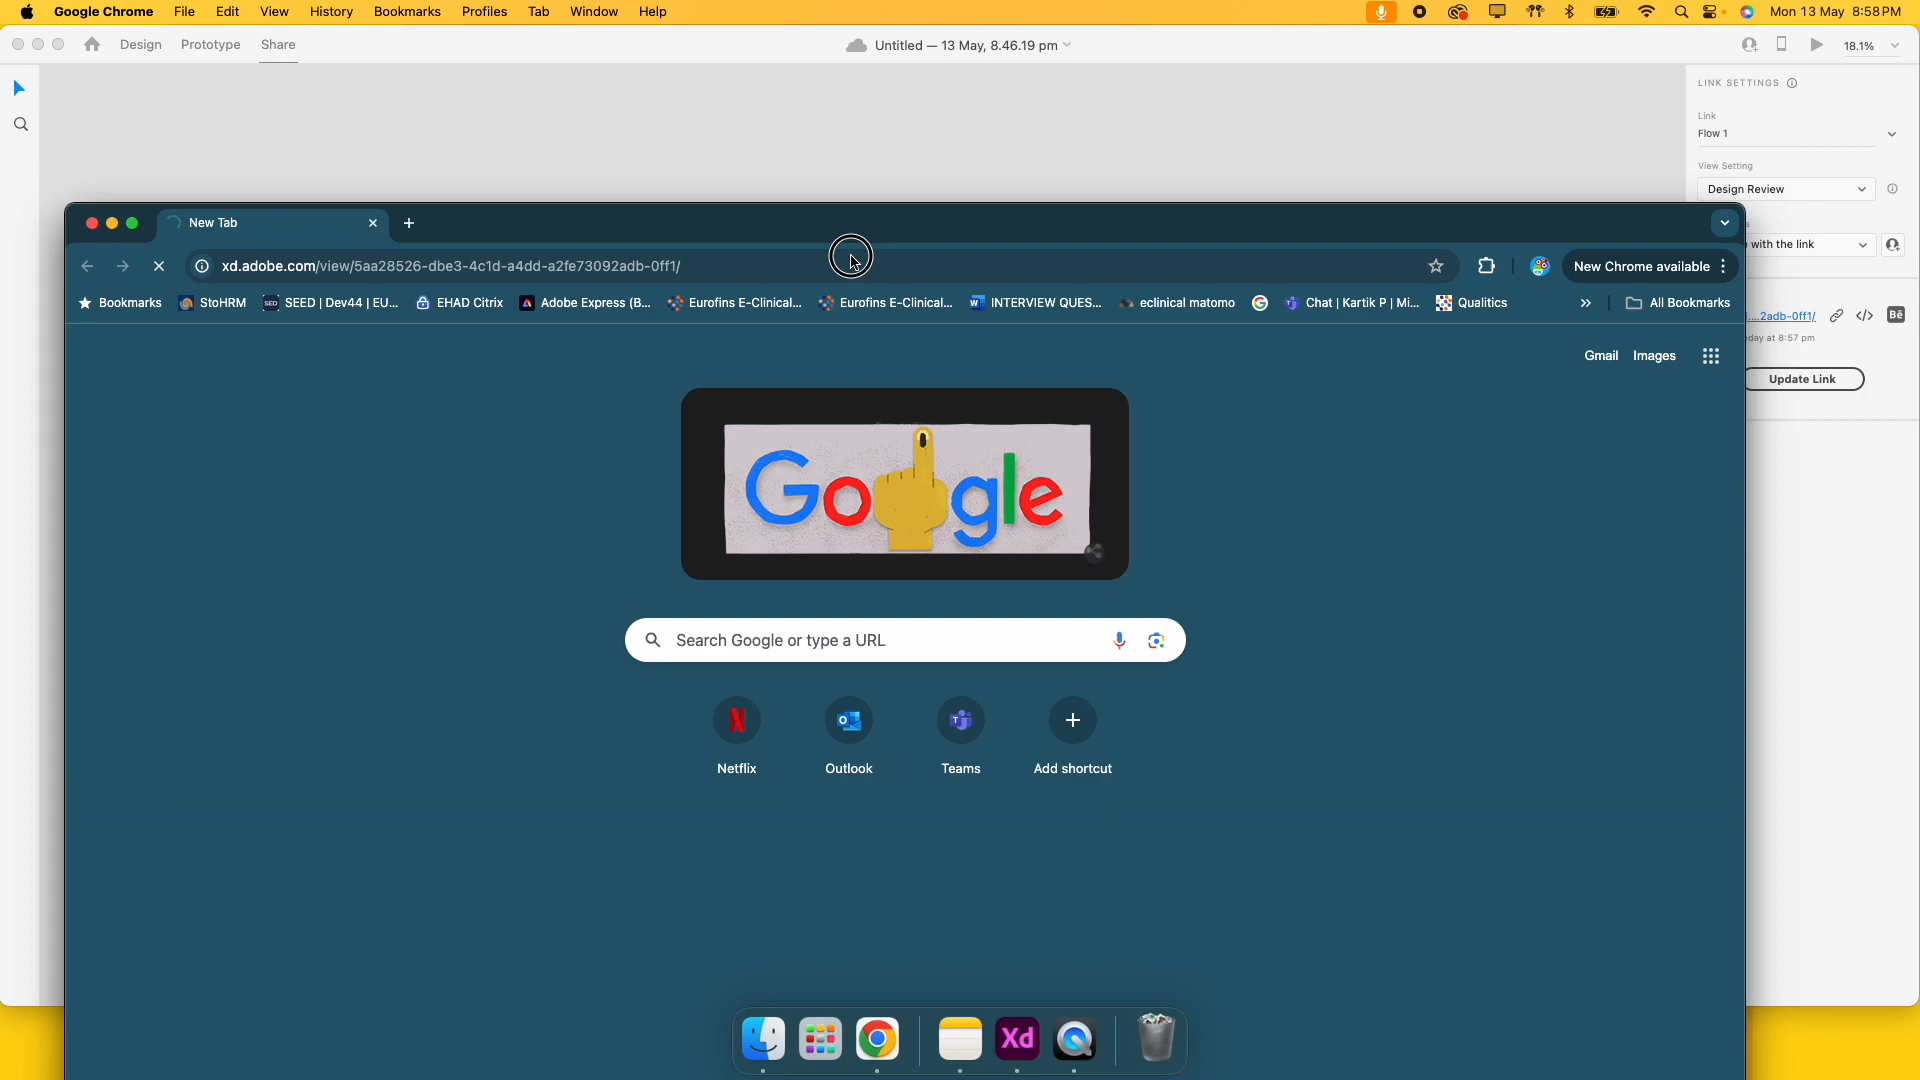 Google Chrome File Edit View History Bookmarks Profiles Tab Window Help Mon 13 May 8:58 PM
Design Prototype Share Untitled — 13 May, 8.46.19 pm 18.1%
LINK SETTINGS
Link
Flow 1
View Setting
Design Review
New Tab
with the link
xd.adobe.com/view/5aa28526-dbe3-4c1d-a4dd-a2fe73092adb-0ff1/ New Chrome available
Bookmarks StoHRM SEED | Dev44 | EU... EHAD Citrix Adobe Express (B... Eurofins E-Clinical... Eurofins E-Clinical... INTERVIEW QUES... eclinical matomo Chat | Kartik P | Mi... Qualitics All Bookmarks
...2adb-0ff1/ Bē
day at 8:57 pm
Gmail Images
Update Link
Google
Search Google or type a URL
Netflix Outlook Teams Add shortcut
Xd